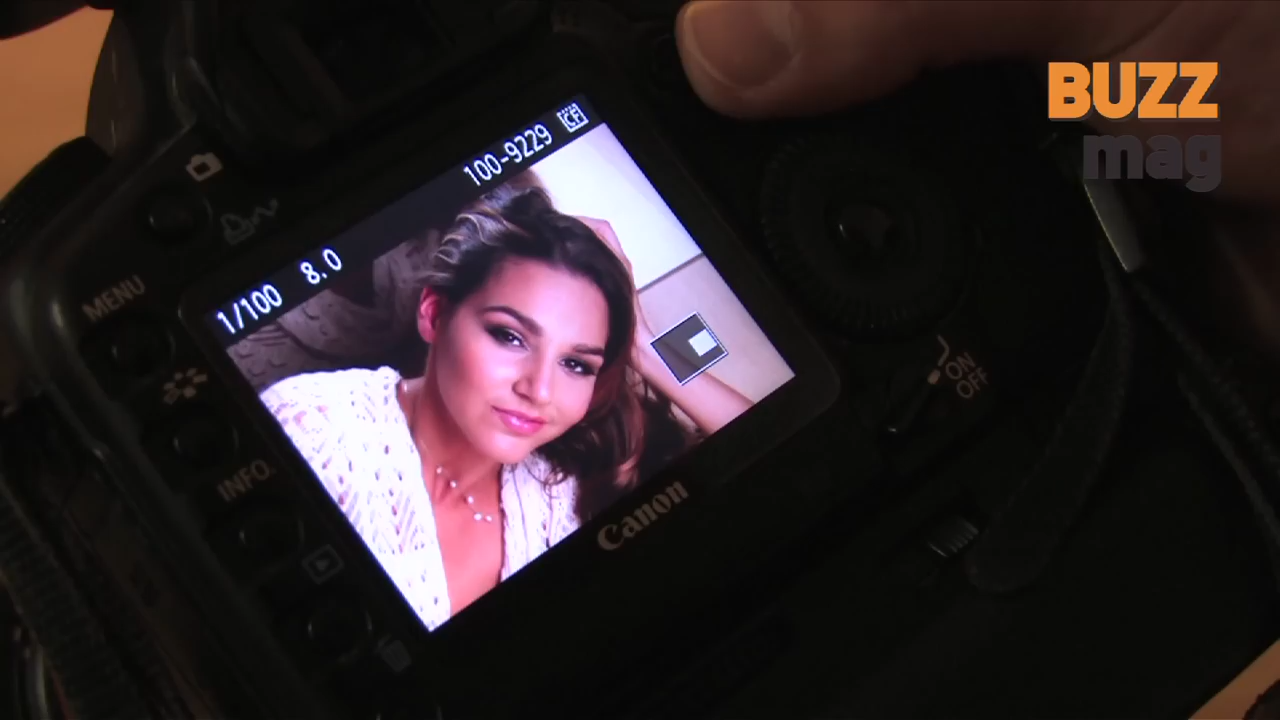 BUZZ
mag
100-9229 CF
1/100 8.0
MENU
INFO.
ON
OFF
Canon